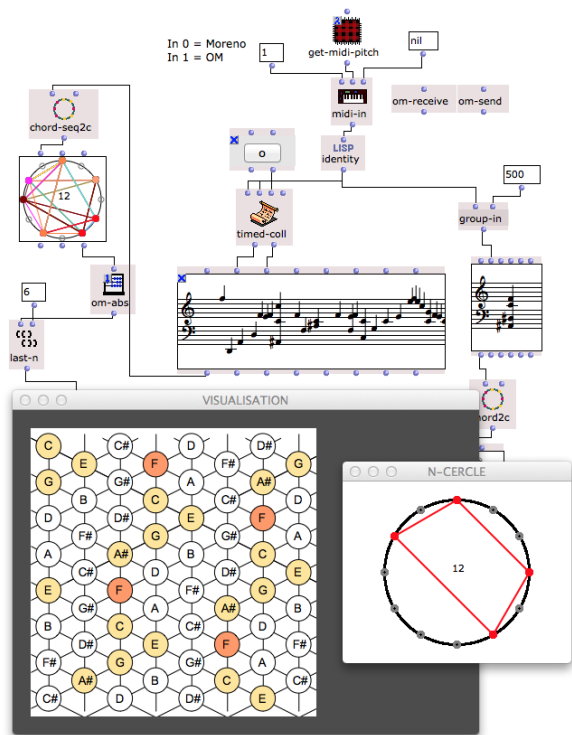 In 0 = Moreno
In 1 = OM
1
get-midi-pitch
nil
midi-in
om-receive
om-send
chord-seq2c
o
LISP
identity
500
12
timed-coll
group-in
6
om-abs
last-n
hord2c
VISUALISATION
C C# D D#
E F F# G
G G# A A#
B C C# D
D D# E F
F# G G# A
A A# B C
C# D D# E
E F F# G
G# A A# B
B C C# D
D# E F F#
F# G G# A
A# B C C#
C# D D# E
N-CERCLE
12